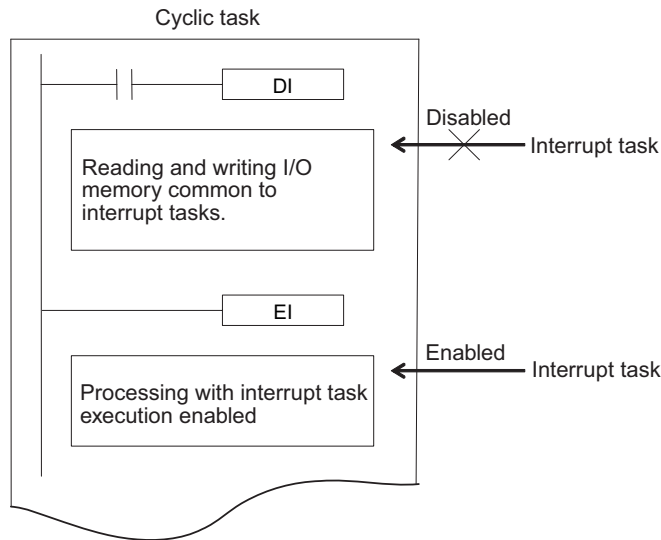 Cyclic task
DI
Disabled
Interrupt task
Reading and writing I/O
memory common to
interrupt tasks.
EI
Enabled
Interrupt task
Processing with interrupt task
execution enabled